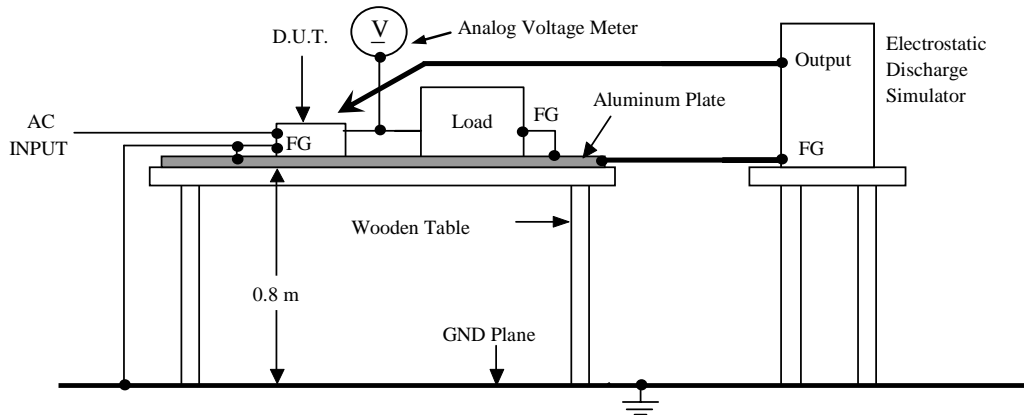 D.U.T.
V
Analog Voltage Meter
Output
Electrostatic
Discharge
Simulator
AC
INPUT
FG
Load
FG
Aluminum Plate
FG
Wooden Table
0.8 m
GND Plane